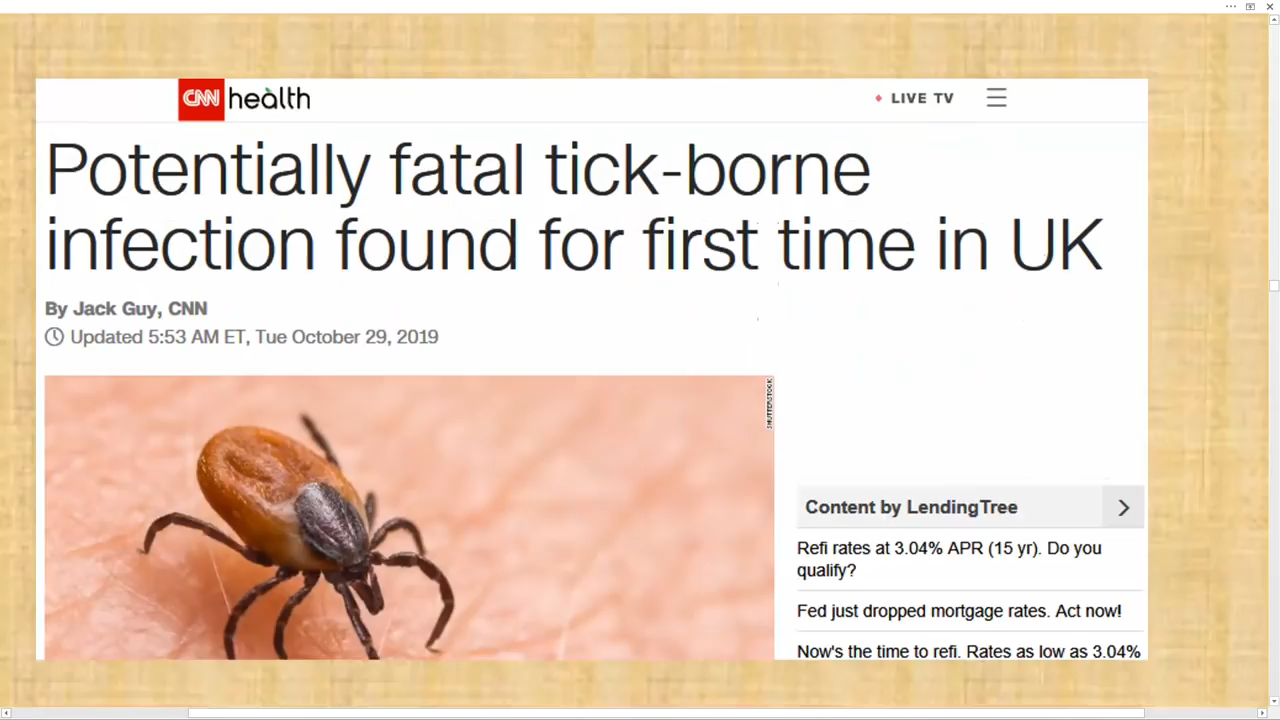 CNN health
LIVE TV
Potentially fatal tick-borne
infection found for first time in UK
By Jack Guy, CNN
Updated 5:53 AM ET, Tue October 29, 2019
SHUTTERSTOCK
Content by LendingTree
Refi rates at 3.04% APR (15 yr). Do you
qualify?
Fed just dropped mortgage rates. Act now!
Now's the time to refi. Rates as low as 3.04%